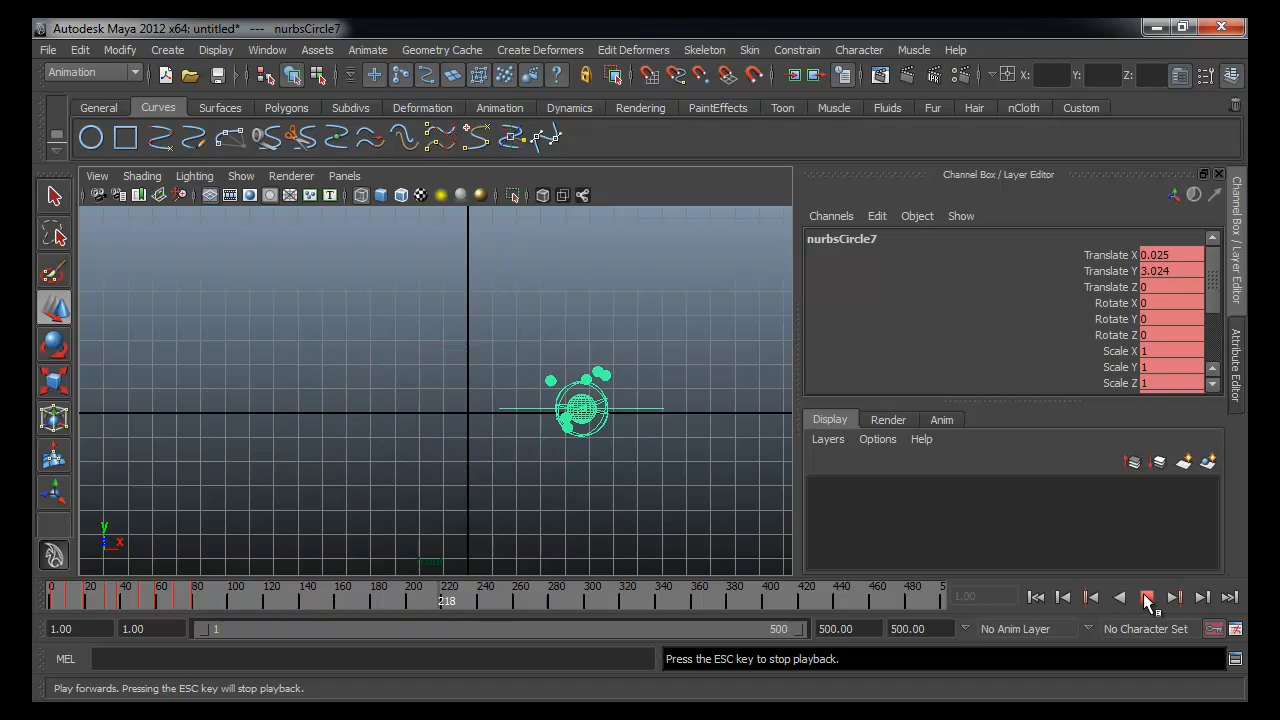 Autodesk Maya 2012 x64: untitled* --- nurbsCircle7
File Edit Modify Create Display Window Assets Animate Geometry Cache Create Deformers Edit Deformers Skeleton Skin Constrain Character Muscle Help
Animation X: Y: Z:
General Curves Surfaces Polygons Subdivs Deformation Animation Dynamics Rendering PaintEffects Toon Muscle Fluids Fur Hair nCloth Custom
View Shading Lighting Show Renderer Panels
Channel Box / Layer Editor
Channels Edit Object Show
nurbsCircle7
Translate X 0.025
Translate Y 3.024
Translate Z 0
Rotate X 0
Rotate Y 0
Rotate Z 0
Scale X 1
Scale Y 1
Scale Z 1
Display Render Anim
Layers Options Help
Channel Box / Layer Editor
Attribute Editor
y
z x
0 20 40 60 80 100 120 140 160 180 200 220 240 260 280 300 320 340 360 380 400 420 440 460 480 5
218
1.00
1.00 1.00 1 500 500.00 500.00 No Anim Layer No Character Set
MEL Press the ESC key to stop playback.
Play forwards. Pressing the ESC key will stop playback.